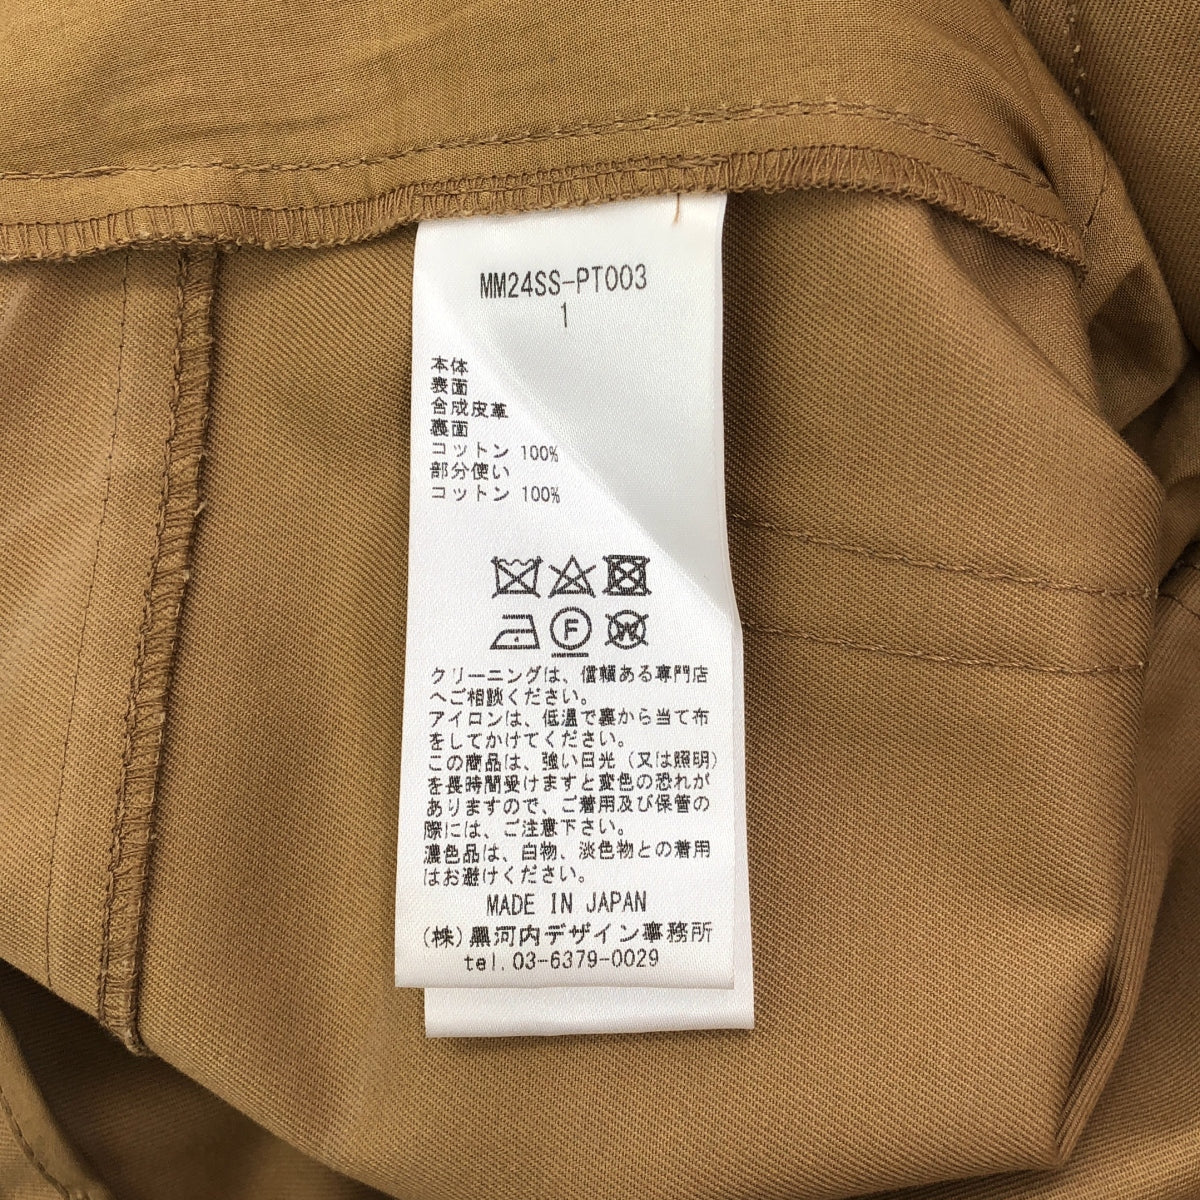 MM24SS-PT003
1
本体
表面
合成皮革
裏面
コットン 100%
部分使い
コットン 100%
F
W
クリーニングは、信頼ある専門店
へご相談ください。
アイロンは、低温で裏から当て布
をしてかけてください。
この商品は、強い日光(又は照明)
を長時間受けますと変色の恐れが
ありますので、ご着用及び保管の
際には、ご注意下さい。
濃色品は、白物、淡色物との着用
はお避けください。
MADE IN JAPAN
(株)黒河内デザイン事務所
tel.03-6379-0029